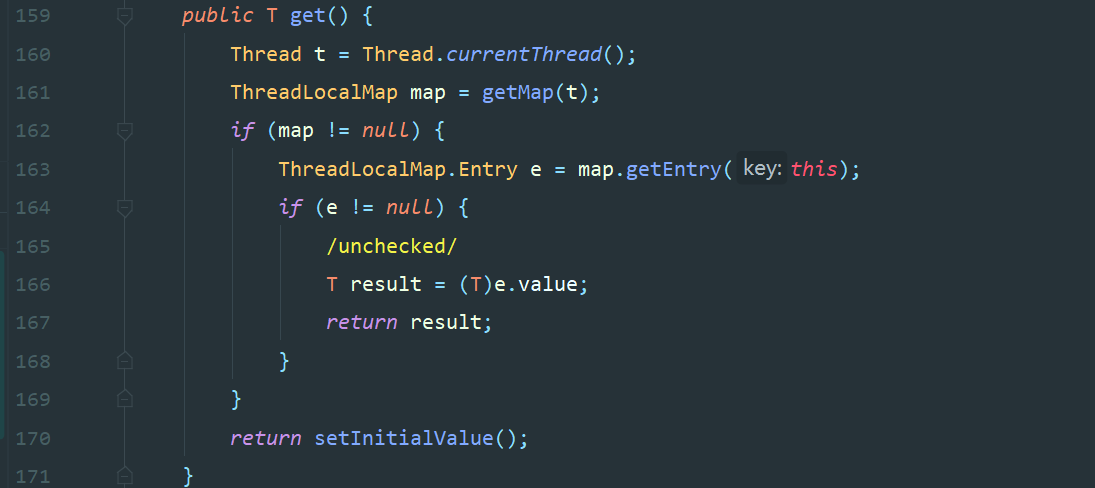 159 public T get() {
160 Thread t = Thread.currentThread();
161 ThreadLocalMap map = getMap(t);
162 if (map != null) {
163 ThreadLocalMap.Entry e = map.getEntry( key: this);
164 if (e != null) {
165 /unchecked/
166 T result = (T)e.value;
167 return result;
168 }
169 }
170 return setInitialValue();
171 }